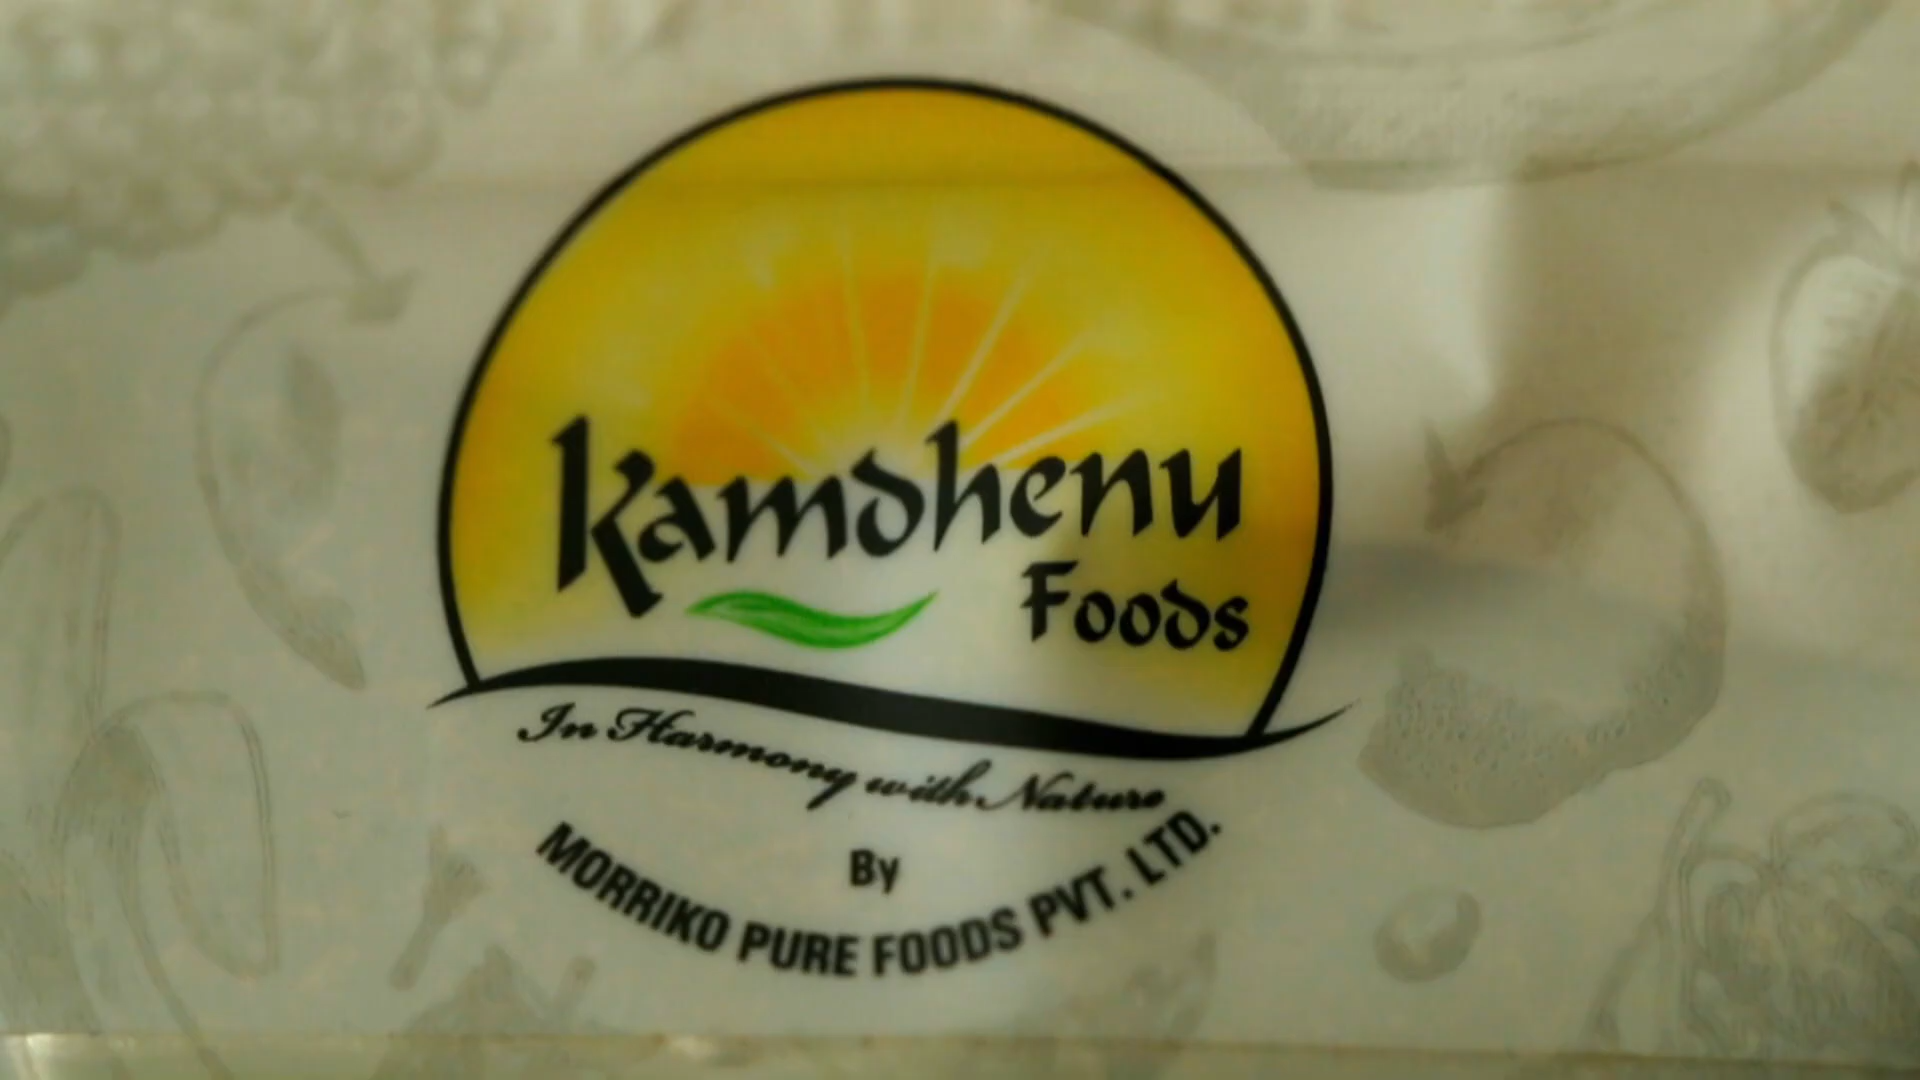 Kamdhenu
Foods
In Harmony with Nature
By
MORRIKO PURE FOODS PVT. LTD.